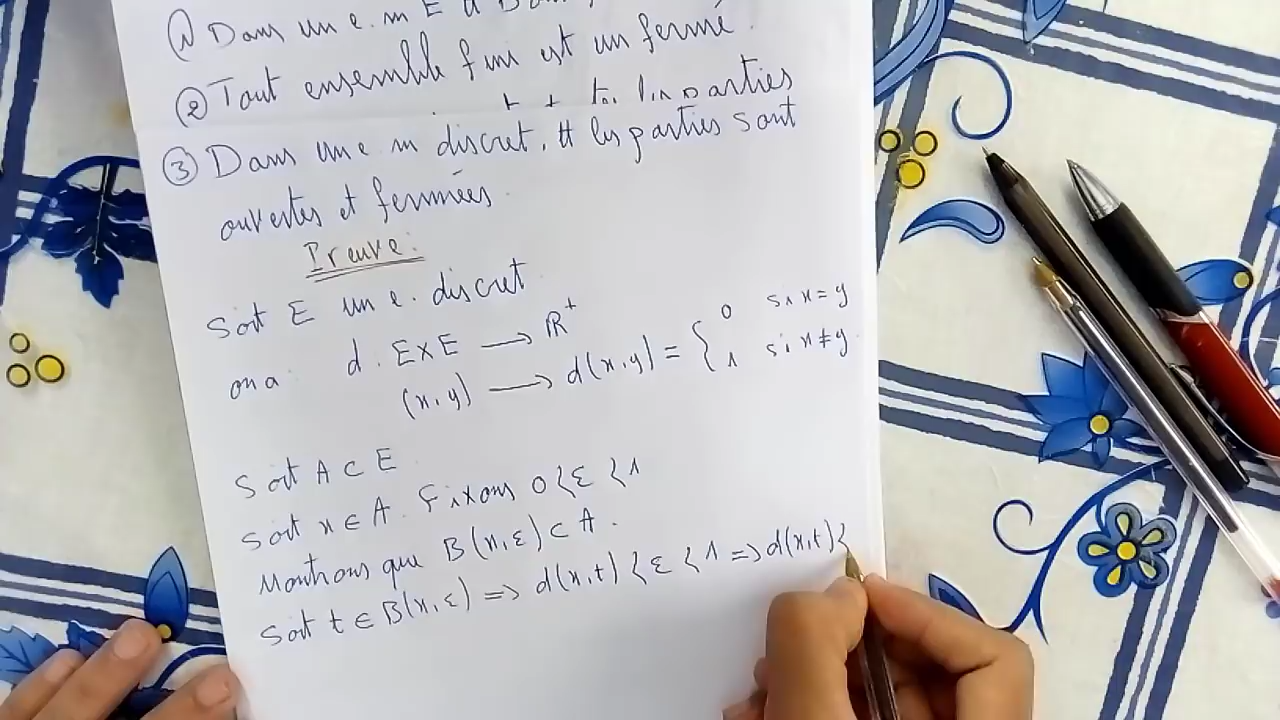 ① Dans un e. m E
② Tout ensemble fini est un fermé.
③ Dans un e m discret, tt les parties sont
ouvertes et fermées.
Preuve:
Soit E un e. discret
on a d. E×E → ℝ⁺
(x,y) → d(x,y) = { 0 si x=y
1 si x≠y.
Soit A ⊂ E
Soit x ∈ A. Fixons 0<ε<1
Montrons que B(x,ε) ⊂ A.
Soit t ∈ B(x,ε) => d(x,t) < ε < 1 => d(x,t) <